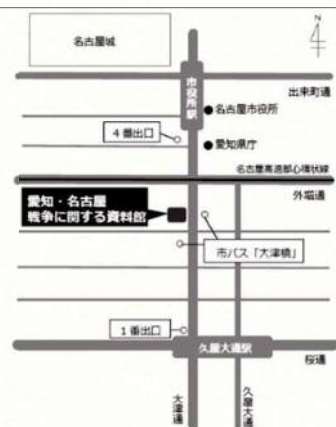 名古屋城
N
4
市役所駅
出来町通
名古屋市役所
4番出口
愛知県庁
名古屋高速都心環状線
外堀通
愛知・名古屋
戦争に関する資料館
市バス「大津橋」
1番出口
久屋大通駅
桜通
大津通
久屋大通